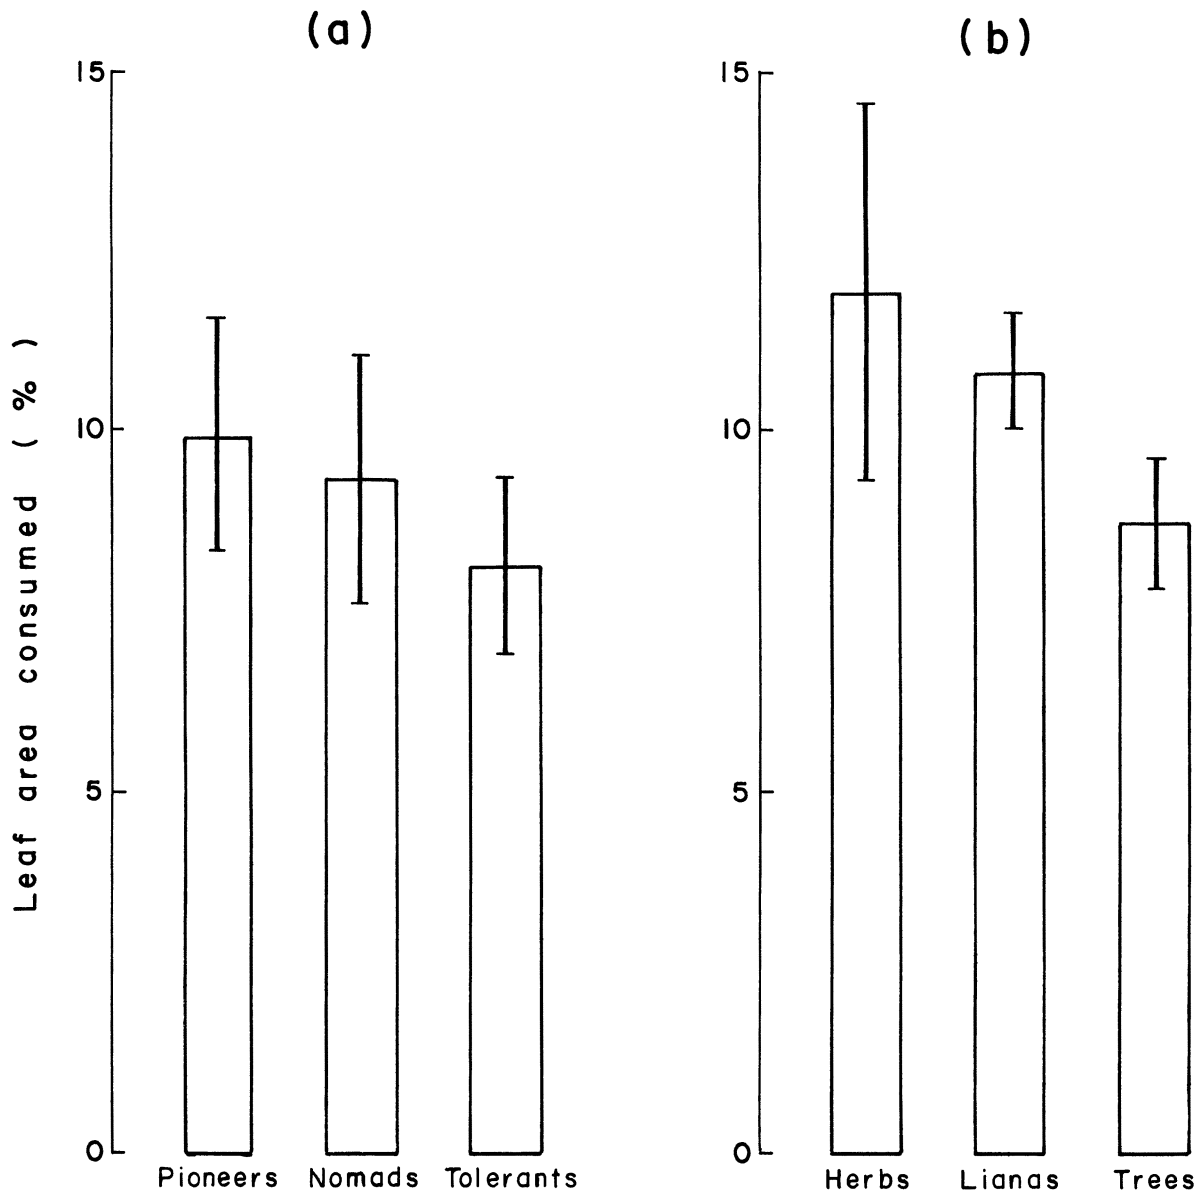 (a)
15
10
5
0
Leaf area consumed ( % )
Pioneers Nomads Tolerants
(b)
15
10
5
0
Herbs Lianas Trees